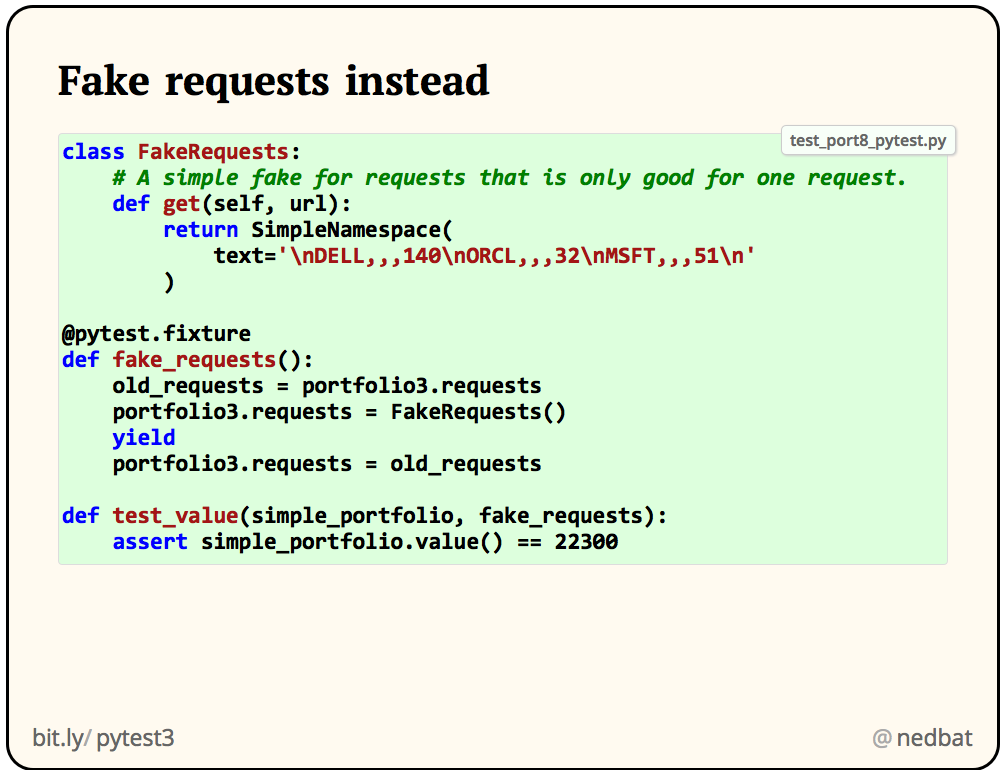 Fake requests instead
test_port8_pytest.py
class FakeRequests:
    # A simple fake for requests that is only good for one request.
    def get(self, url):
        return SimpleNamespace(
            text='\nDELL,,,140\nORCL,,,32\nMSFT,,,51\n'
        )
@pytest.fixture
def fake_requests():
    old_requests = portfolio3.requests
    portfolio3.requests = FakeRequests()
    yield
    portfolio3.requests = old_requests
def test_value(simple_portfolio, fake_requests):
    assert simple_portfolio.value() == 22300
bit.ly/pytest3
@nedbat